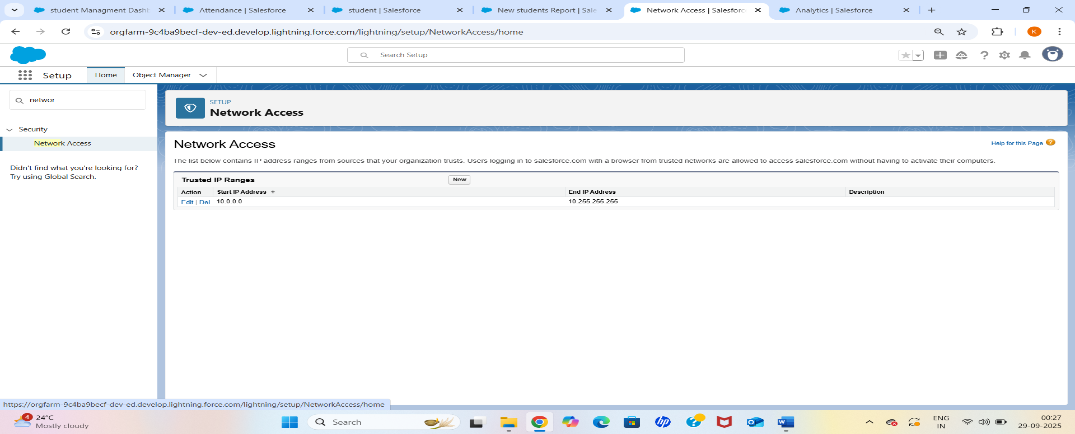 student Managment Dashb
Attendance | Salesforce
student | Salesforce
New students Report | Sale
Network Access | Salesforc
Analytics | Salesforce
orgfarm-9c4ba9becf-dev-ed.develop.lightning.force.com/lightning/setup/NetworkAccess/home
K
Search Setup
Setup
Home
Object Manager
networ
Security
Network Access
Didn't find what you're looking for?
Try using Global Search.
SETUP
Network Access
Network Access
Help for this Page
The list below contains IP address ranges from sources that your organization trusts. Users logging in to salesforce.com with a browser from trusted networks are allowed to access salesforce.com without having to activate their computers.
Trusted IP Ranges
New
Action Start IP Address End IP Address Description
Edit | Del 10.0.0.0 10.255.255.255
https://orgfarm-9c4ba9becf-dev-ed.develop.lightning.force.com/lightning/setup/NetworkAccess/home
4
24°C
Mostly cloudy
Search
ENG
IN
00:27
29-09-2025